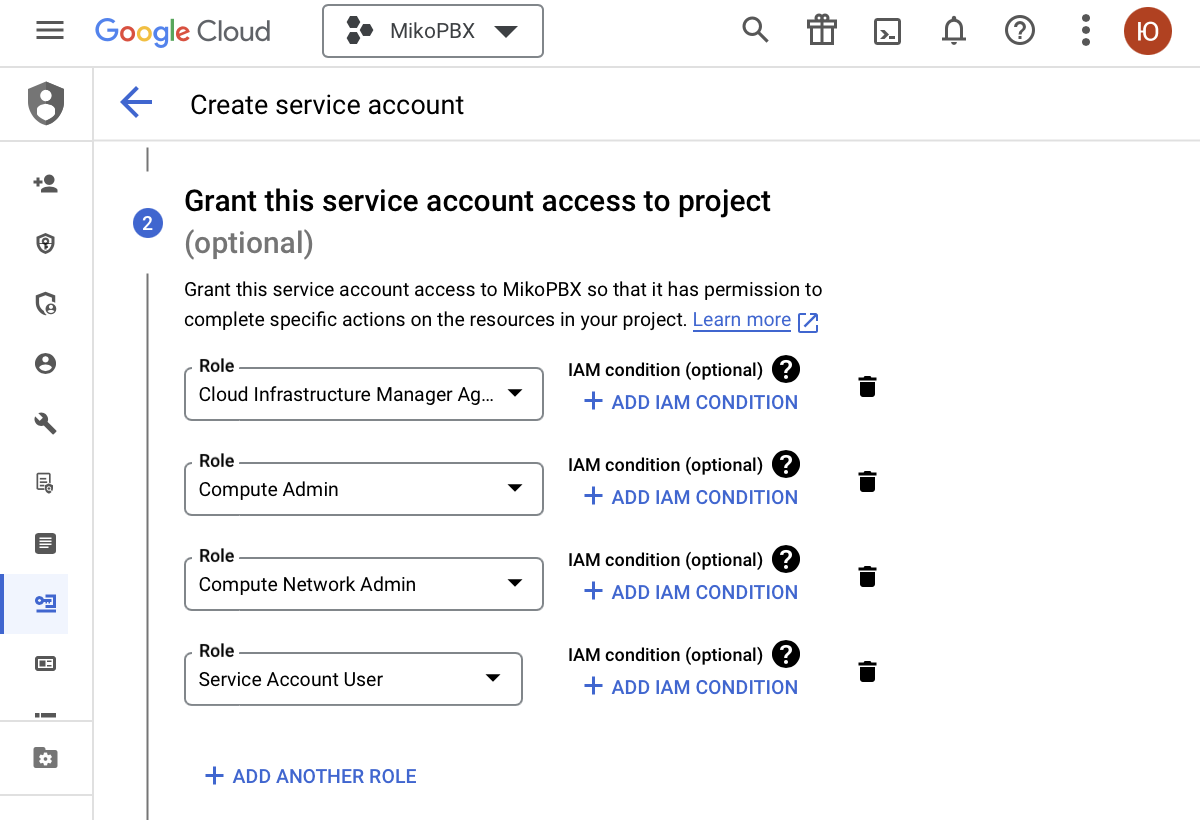 Google Cloud
MikoPBX
Ю
Create service account
2
Grant this service account access to project
(optional)
Grant this service account access to MikoPBX so that it has permission to
complete specific actions on the resources in your project. Learn more
Role
Cloud Infrastructure Manager Ag...
IAM condition (optional)
ADD IAM CONDITION
Role
Compute Admin
IAM condition (optional)
ADD IAM CONDITION
Role
Compute Network Admin
IAM condition (optional)
ADD IAM CONDITION
Role
Service Account User
IAM condition (optional)
ADD IAM CONDITION
ADD ANOTHER ROLE